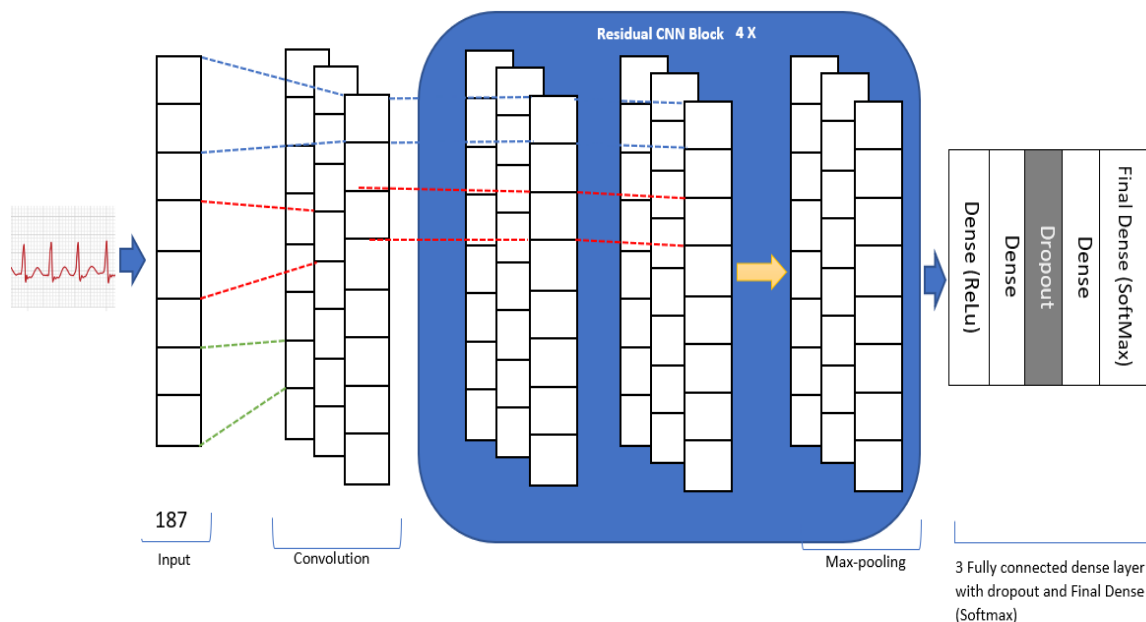 Residual CNN Block 4 X
Dense (ReLu)
Dense
Dropout
Dense
Final Dense (SoftMax)
187
Input
Convolution
Max-pooling
3 Fully connected dense layer
with dropout and Final Dense
(Softmax)